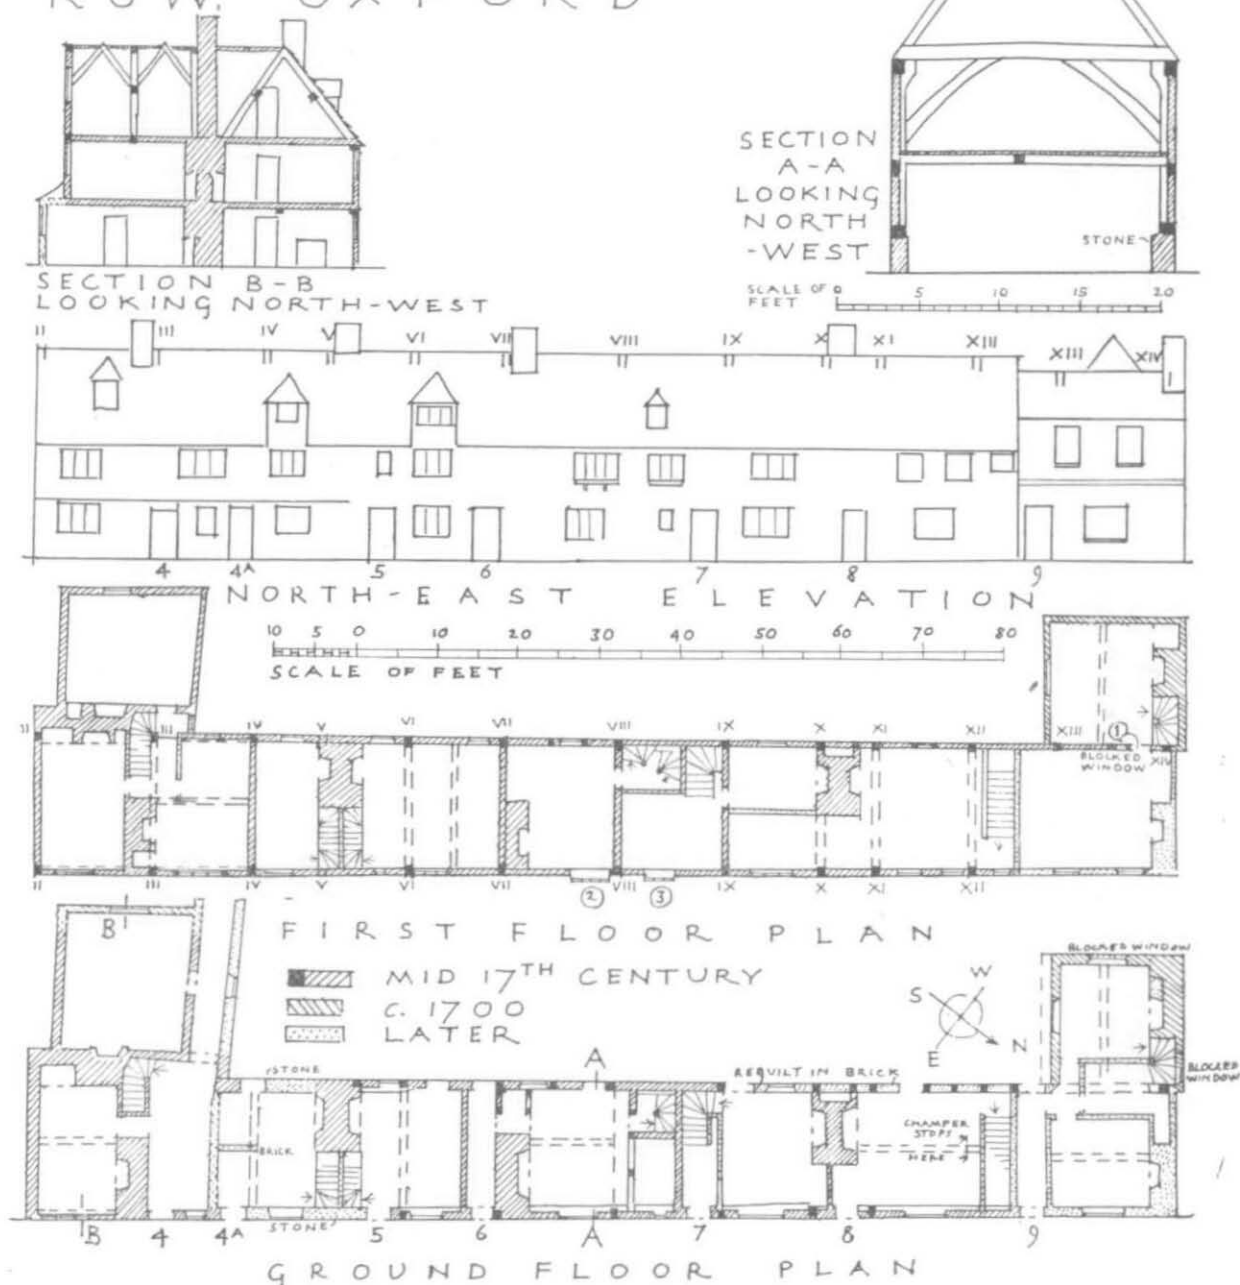 ROW. OXFORD
SECTION B-B
LOOKING NORTH-WEST
SECTION
A-A
LOOKING
NORTH
-WEST
STONE
SCALE OF FEET 0 5 10 15 20
II III IV V VI VII VIII IX X XI XIII XIII XIV
4 4A 5 6 7 8 9
NORTH-EAST ELEVATION
10 5 0 10 20 30 40 50 60 70 80
SCALE OF FEET
II III IV V VI VII VIII IX X XI XII XIII 1 XIV
BLOCKED
WINDOW
II III IV V VI VII VIII IX X XI XII
2 3
B
FIRST FLOOR PLAN
MID 17TH CENTURY
c. 1700
LATER
S W
E N
BLOCKED WINDOW
BLOCKED
WINDOW
STONE
A
REBUILT IN BRICK
BRICK
CHAMFER
STOPS
HERE
STONE
B 4 4A 5 6 A 7 8 9
GROUND FLOOR PLAN